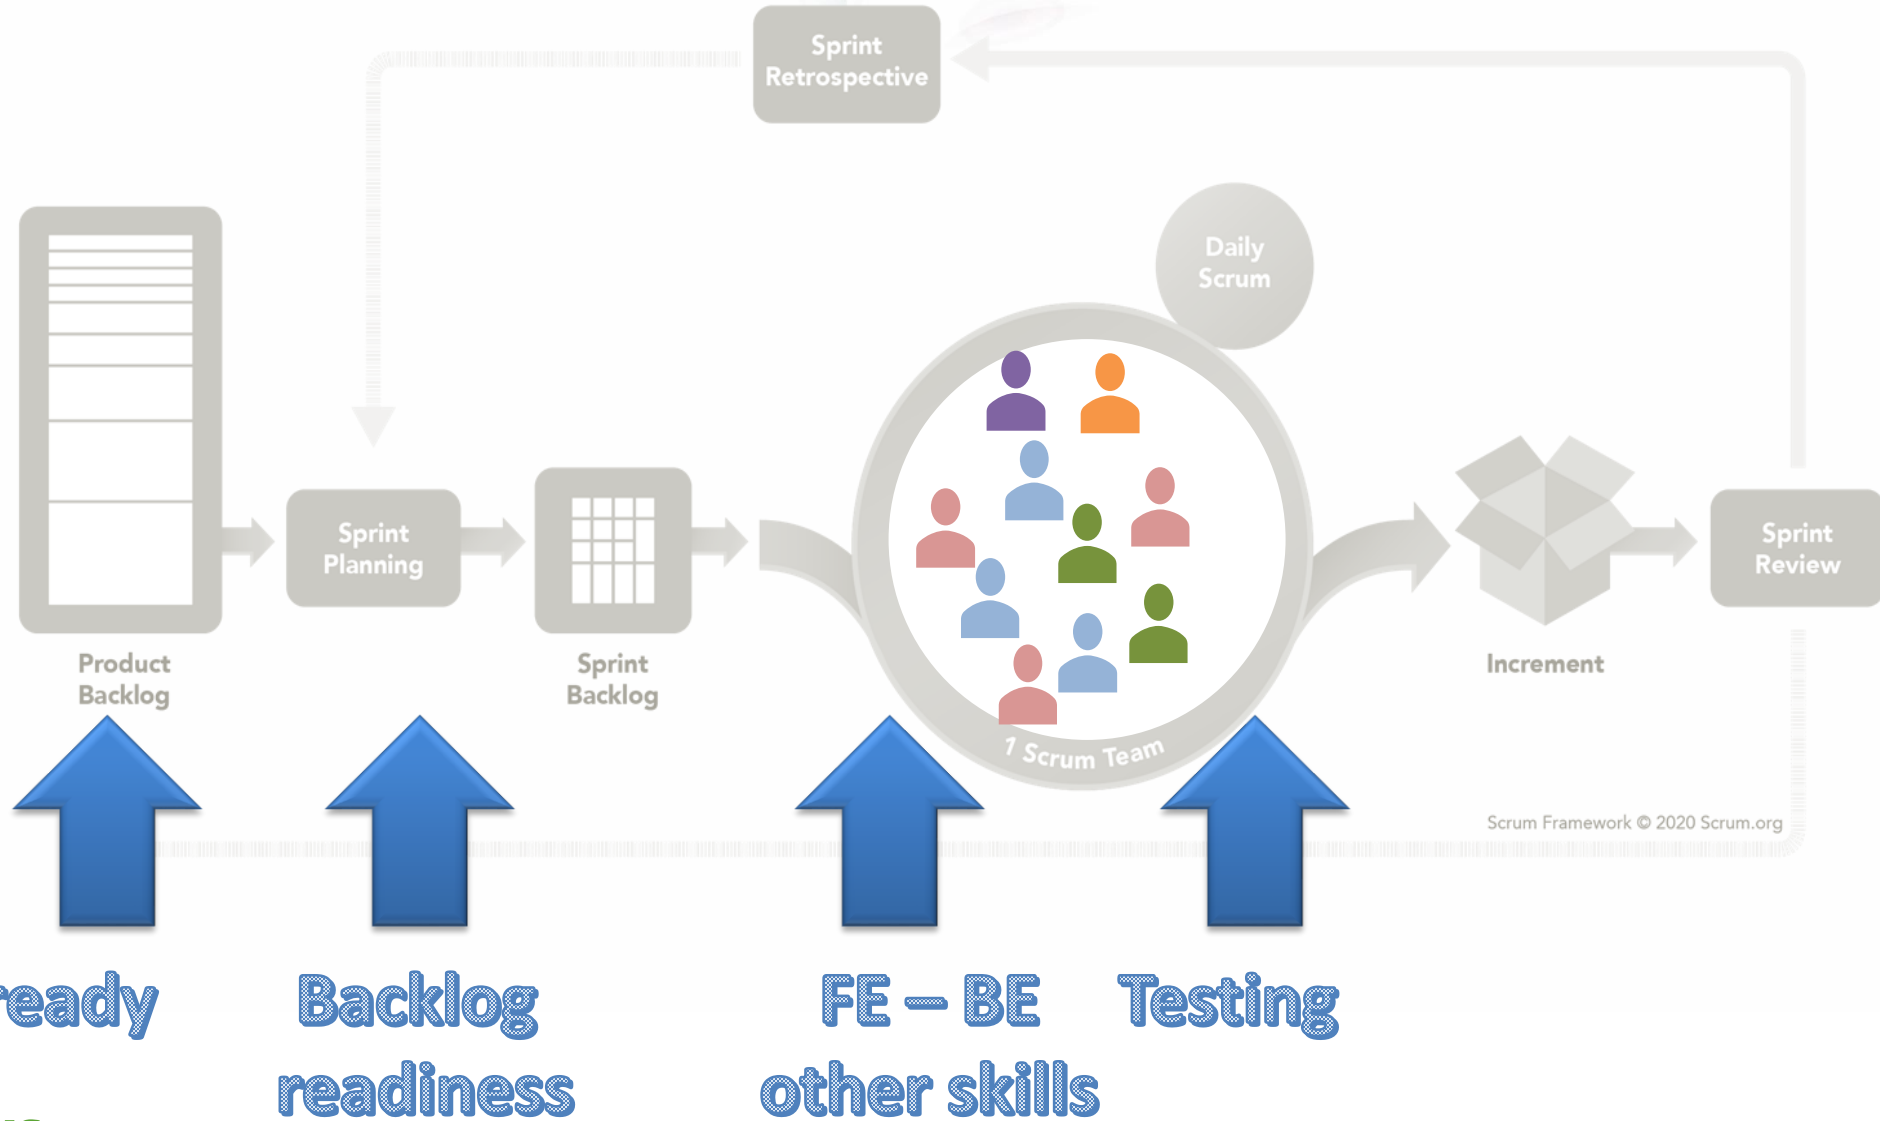 Sprint
Retrospective
Daily
Scrum
Sprint
Planning
Sprint
Review
Product
Backlog
Sprint
Backlog
Increment
1 Scrum Team
Scrum Framework © 2020 Scrum.org
ready
Backlog
readiness
FE – BE
other skills
Testing